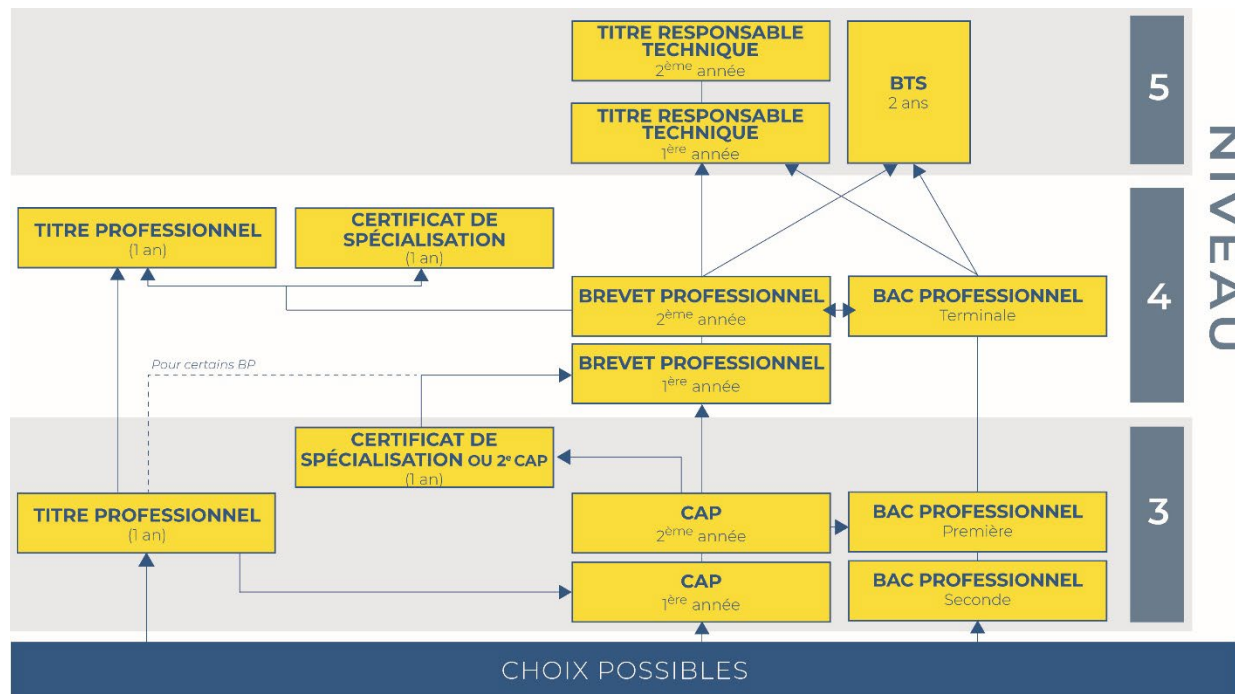 TITRE RESPONSABLE
TECHNIQUE
2ème année
BTS
2 ans
5
TITRE RESPONSABLE
TECHNIQUE
1ère année
NIVEAU
TITRE PROFESSIONNEL
(1 an)
CERTIFICAT DE
SPÉCIALISATION
(1 an)
4
BREVET PROFESSIONNEL
2ème année
BAC PROFESSIONNEL
Terminale
Pour certains BP
BREVET PROFESSIONNEL
1ère année
CERTIFICAT DE
SPÉCIALISATION OU 2e CAP
(1 an)
3
TITRE PROFESSIONNEL
(1 an)
CAP
2ème année
BAC PROFESSIONNEL
Première
CAP
1ère année
BAC PROFESSIONNEL
Seconde
CHOIX POSSIBLES